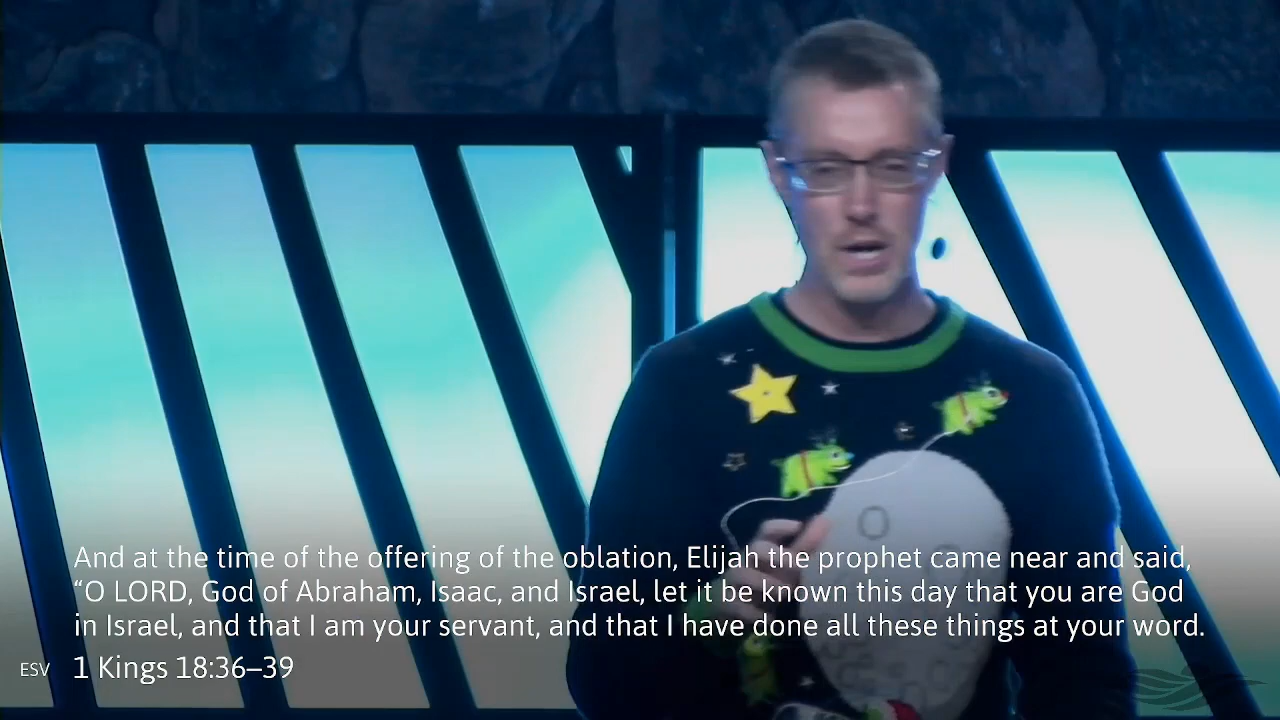 And at the time of the offering of the oblation, Elijah the prophet came near and said,
“O LORD, God of Abraham, Isaac, and Israel, let it be known this day that you are God
in Israel, and that I am your servant, and that I have done all these things at your word.
ESV 1 Kings 18:36–39